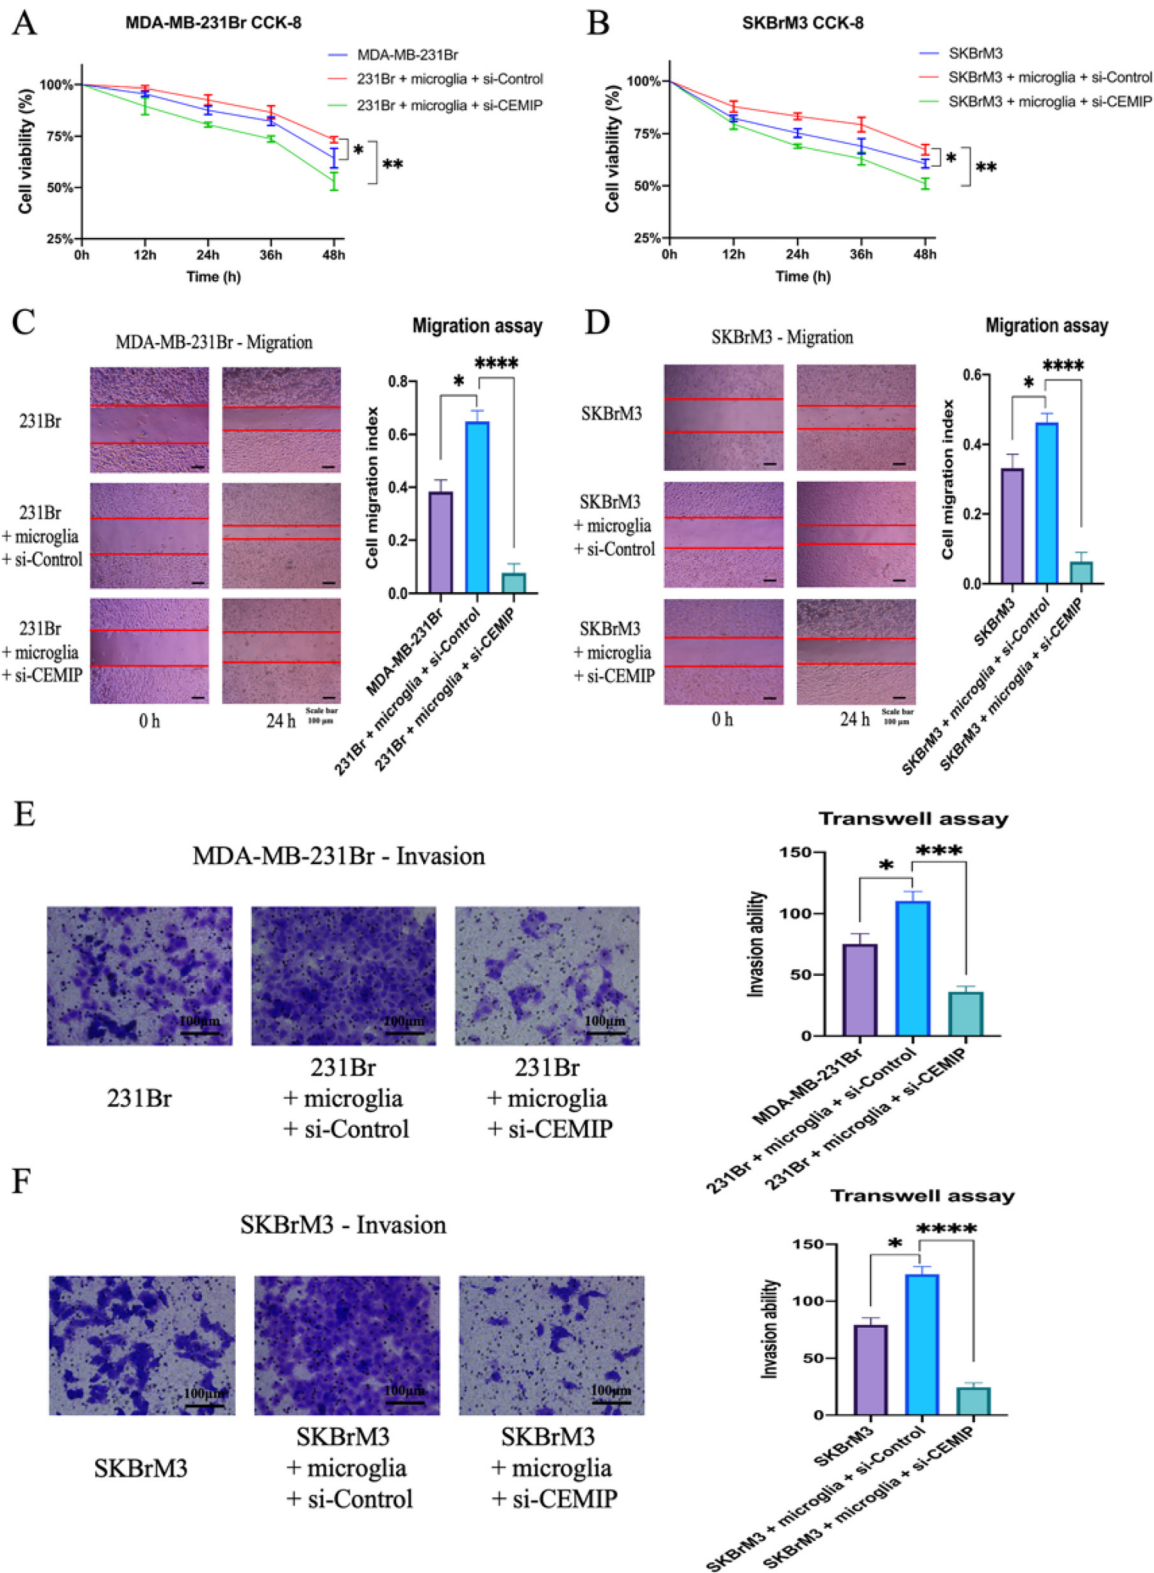 A
MDA-MB-231Br CCK-8
MDA-MB-231Br
231Br + microglia + si-Control
231Br + microglia + si-CEMIP
Cell viability (%)
100%
75%
50%
25%
*
**
0h
12h
24h
36h
48h
Time (h)
B
SKBrM3 CCK-8
SKBrM3
SKBrM3 + microglia + si-Control
SKBrM3 + microglia + si-CEMIP
Cell viability (%)
100%
75%
50%
25%
*
**
0h
12h
24h
36h
48h
Time (h)
C
MDA-MB-231Br - Migration
231Br
231Br
+ microglia
+ si-Control
231Br
+ microglia
+ si-CEMIP
0 h
24 h
Scale bar
100 μm
Migration assay
Cell migration index
0.8
0.6
0.4
0.2
0.0
*
****
MDA-MB-231Br
231Br + microglia + si-Control
231Br + microglia + si-CEMIP
D
SKBrM3 - Migration
SKBrM3
SKBrM3
+ microglia
+ si-Control
SKBrM3
+ microglia
+ si-CEMIP
0 h
24 h
Scale bar
100 μm
Migration assay
Cell migration index
0.6
0.4
0.2
0.0
*
****
SKBrM3
SKBrM3 + microglia + si-Control
SKBrM3 + microglia + si-CEMIP
E
MDA-MB-231Br - Invasion
100μm
100μm
100μm
231Br
231Br
+ microglia
+ si-Control
231Br
+ microglia
+ si-CEMIP
Transwell assay
Invasion ability
150
100
50
0
*
***
MDA-MB-231Br
231Br + microglia + si-Control
231Br + microglia + si-CEMIP
F
SKBrM3 - Invasion
100μm
100μm
100μm
SKBrM3
SKBrM3
+ microglia
+ si-Control
SKBrM3
+ microglia
+ si-CEMIP
Transwell assay
Invasion ability
150
100
50
0
*
****
SKBrM3
SKBrM3 + microglia + si-Control
SKBrM3 + microglia + si-CEMIP